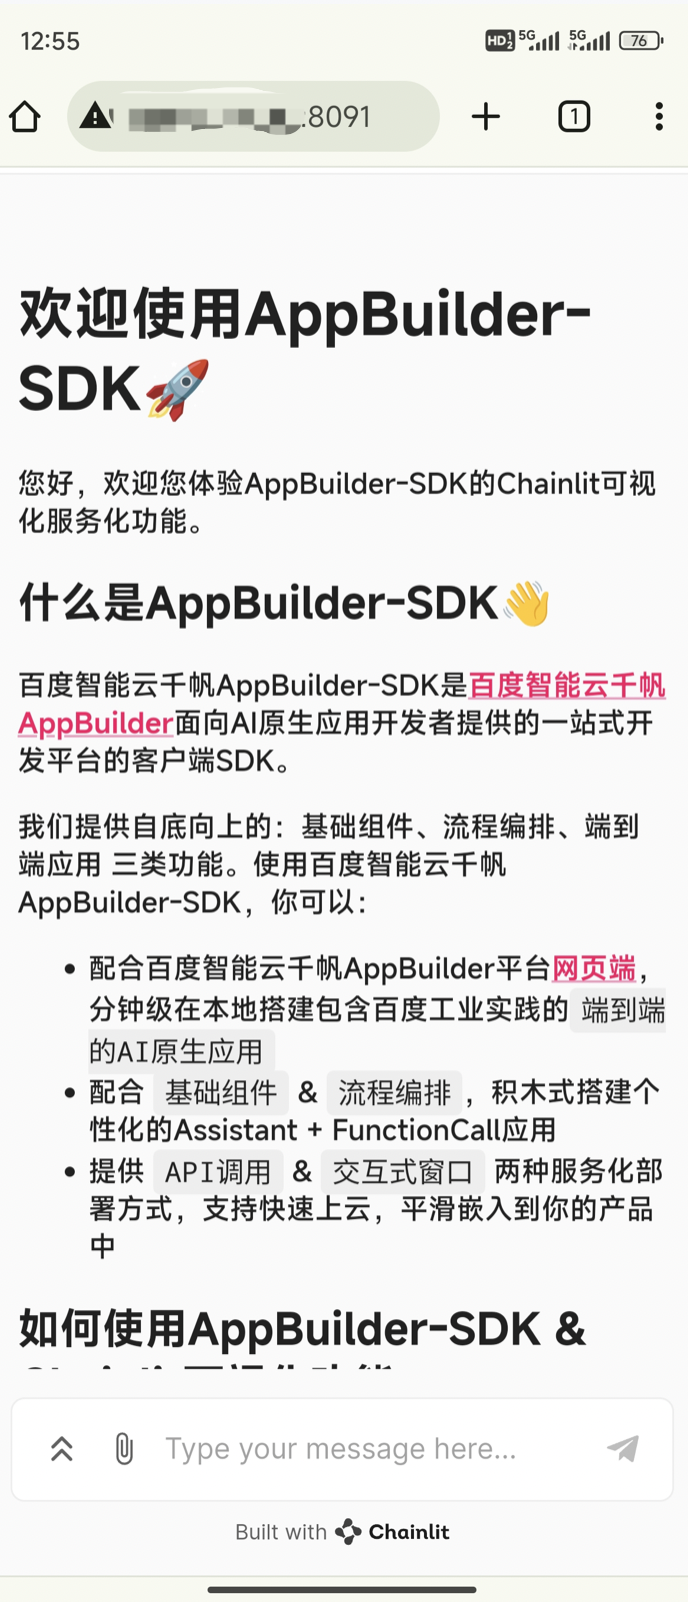 12:55
HD 1 2 5G 5G 76
:8091
1
欢迎使用AppBuilder-
SDK🚀
您好，欢迎您体验AppBuilder-SDK的Chainlit可视
化服务化功能。
什么是AppBuilder-SDK👋
百度智能云千帆AppBuilder-SDK是百度智能云千帆
AppBuilder面向AI原生应用开发者提供的一站式开
发平台的客户端SDK。
我们提供自底向上的：基础组件、流程编排、端到
端应用 三类功能。使用百度智能云千帆
AppBuilder-SDK，你可以：
• 配合百度智能云千帆AppBuilder平台网页端，
分钟级在本地搭建包含百度工业实践的 端到端
的AI原生应用
• 配合 基础组件 & 流程编排 ，积木式搭建个
性化的Assistant + FunctionCall应用
• 提供 API调用 & 交互式窗口 两种服务化部
署方式，支持快速上云，平滑嵌入到你的产品
中
如何使用AppBuilder-SDK &
Type your message here...
Built with Chainlit